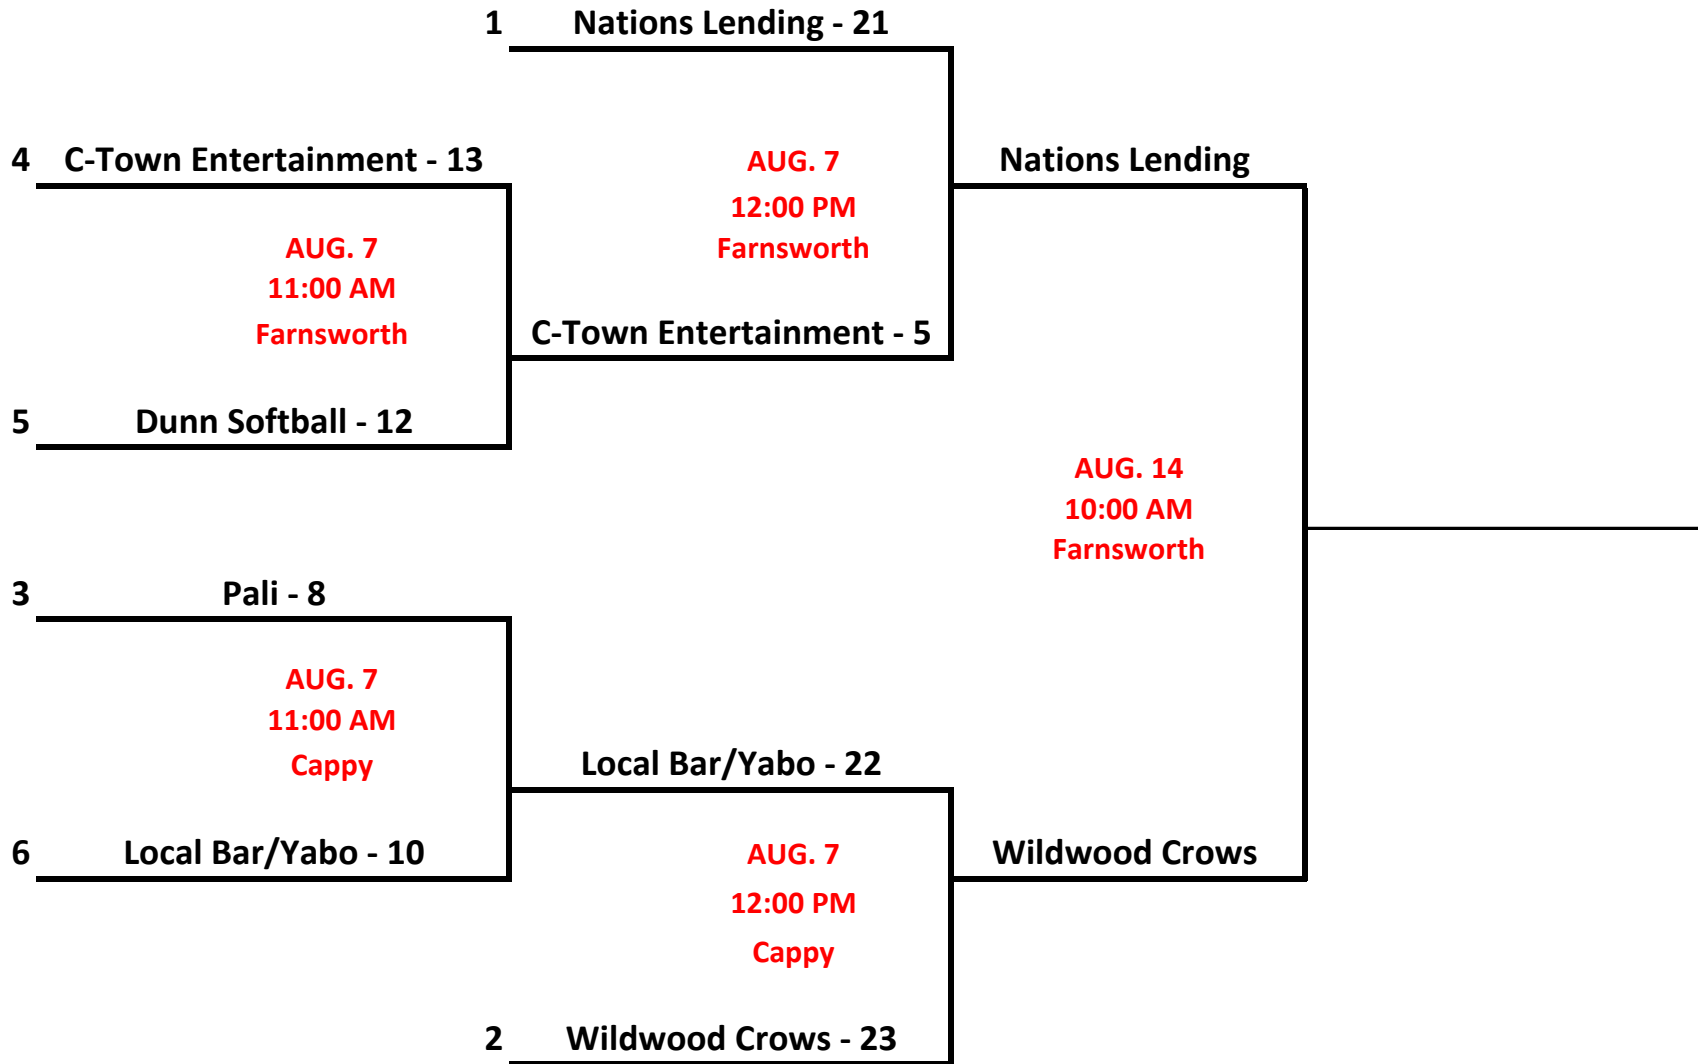 1 Nations Lending - 21
4 C-Town Entertainment - 13
AUG. 7
12:00 PM
Farnsworth
Nations Lending
AUG. 7
11:00 AM
Farnsworth
C-Town Entertainment - 5
5 Dunn Softball - 12
AUG. 14
10:00 AM
Farnsworth
3 Pali - 8
AUG. 7
11:00 AM
Cappy
Local Bar/Yabo - 22
6 Local Bar/Yabo - 10
AUG. 7
12:00 PM
Cappy
Wildwood Crows
2 Wildwood Crows - 23